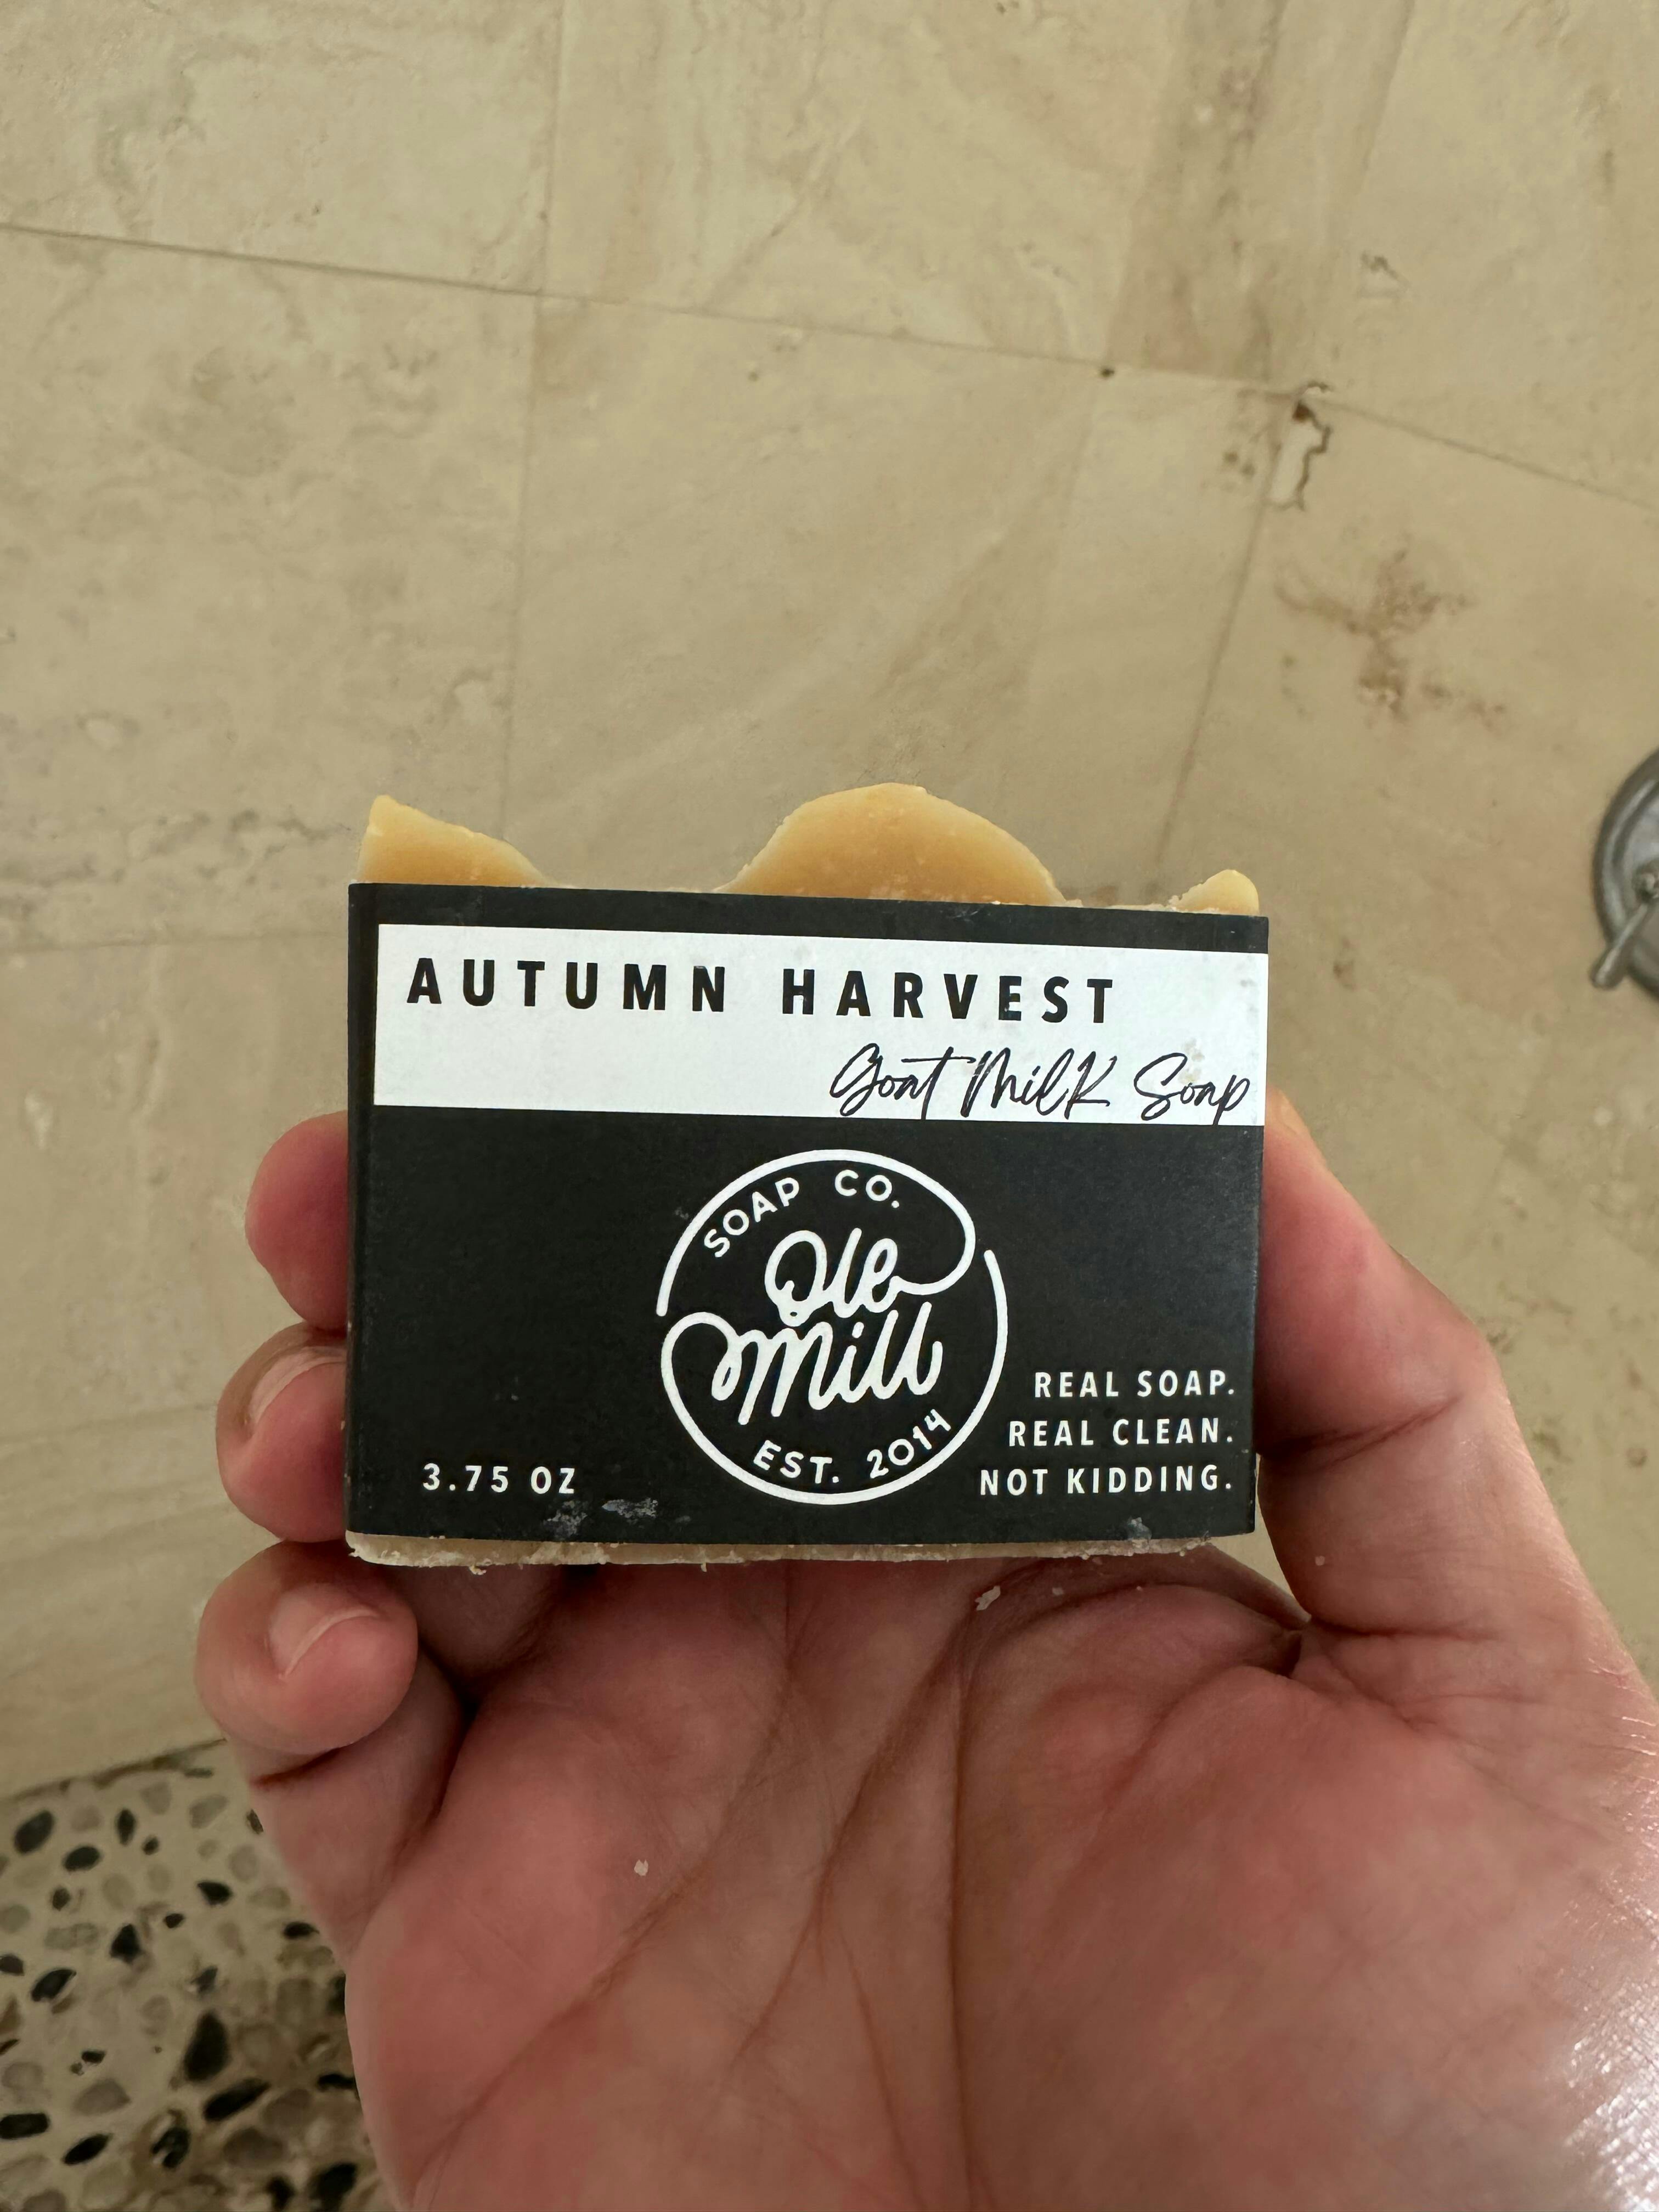 AUTUMN HARVEST
Goat Milk Soap
SOAP CO.
Ole
Mill
EST. 2014
3.75 OZ
REAL SOAP.
REAL CLEAN.
NOT KIDDING.